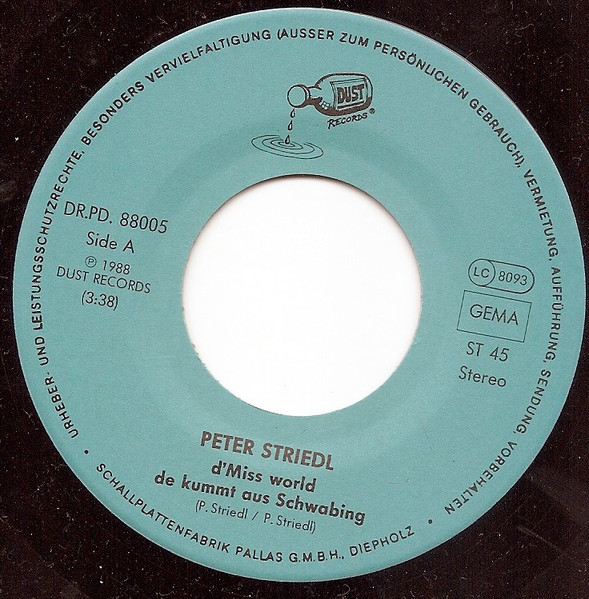 URHEBER- UND LEISTUNGSSCHUTZRECHTE, BESONDERS VERVIELFALTIGUNG (AUSSER ZUM PERSÖNLICHEN GEBRAUCH), VERMIETUNG, AUFFÜHRUNG, SENDUNG, VORBEHALTEN
DUST
RECORDS®
DR.PD. 88005
Side A
℗ 1988
DUST RECORDS
(3:38)
LC 8093
GEMA
ST 45
Stereo
PETER STRIEDL
d'Miss world
de kummt aus Schwabing
(P. Striedl / P. Striedl)
• SCHALLPLATTENFABRIK PALLAS G.M.B.H., DIEPHOLZ •